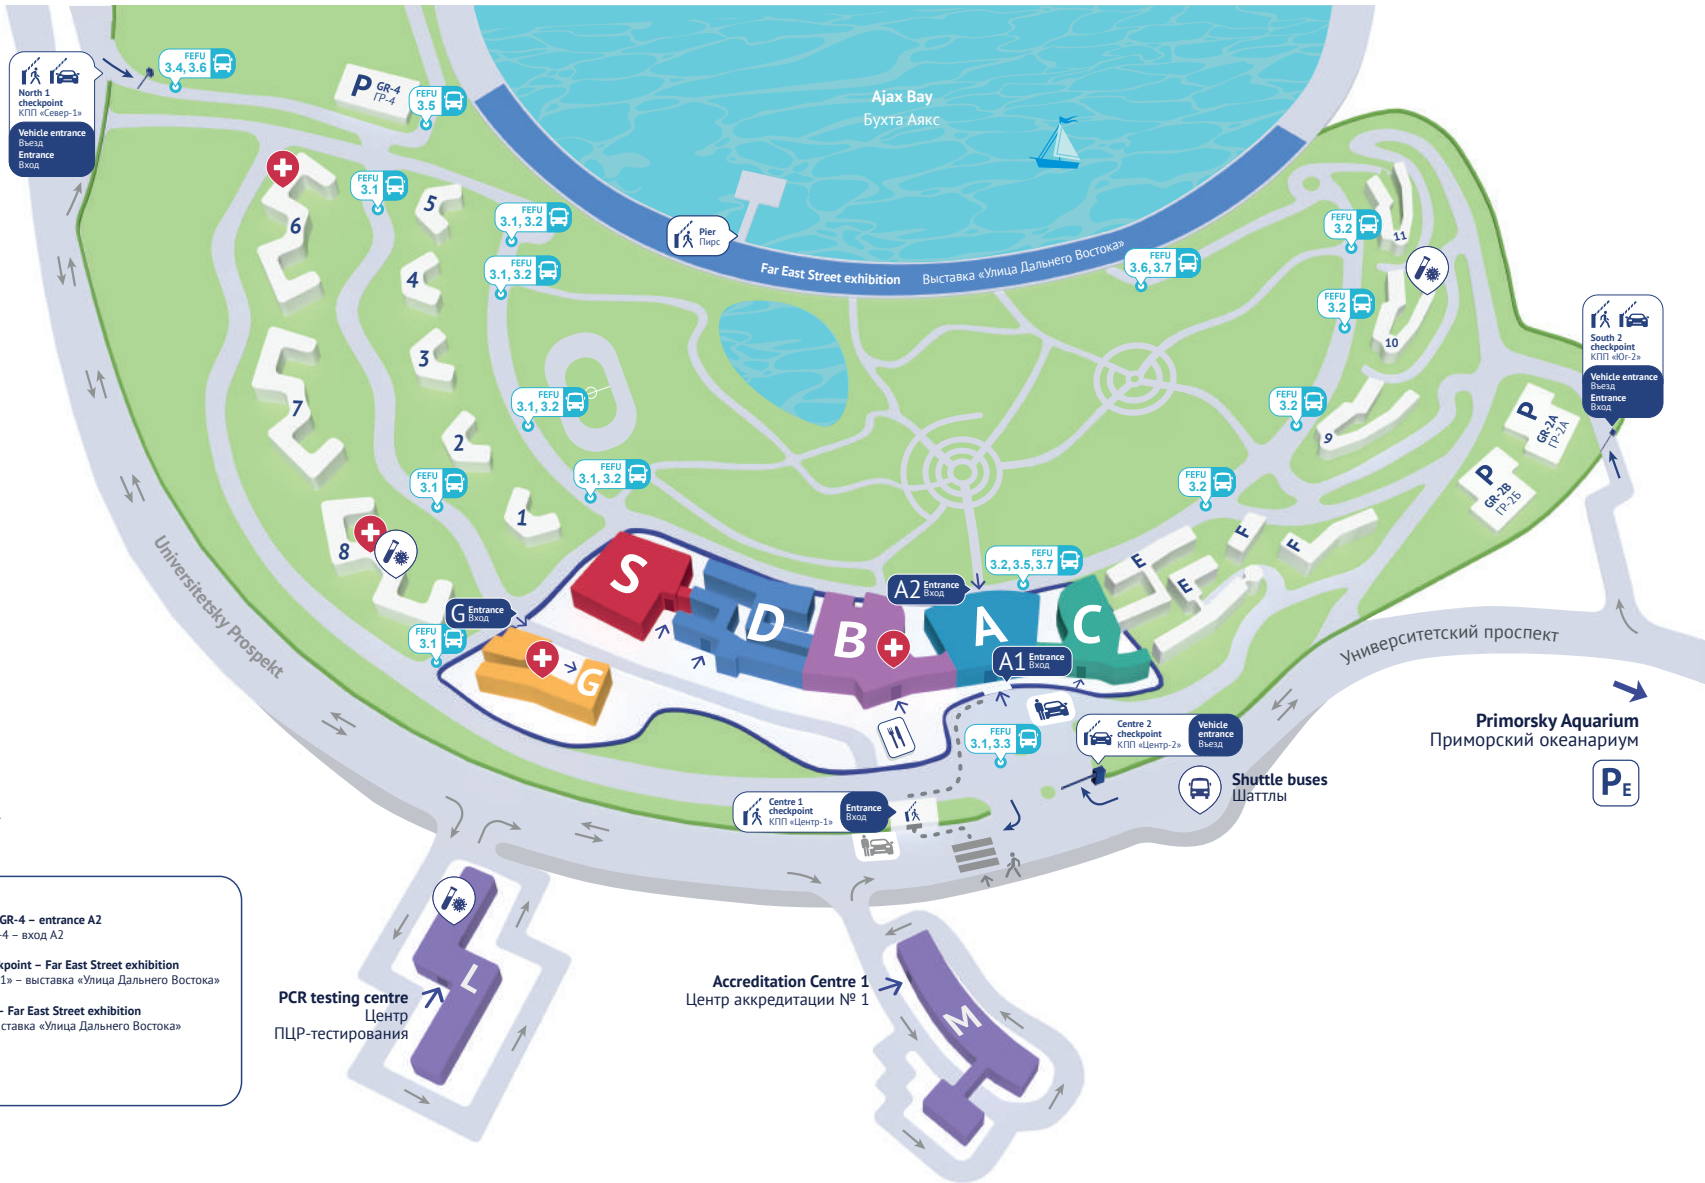 North 1
checkpoint
КПП «Север-1»
Vehicle entrance
Въезд
Entrance
Вход
FEFU
3.4, 3.6
P GR-4
ГР-4
FEFU
3.5
Ajax Bay
Бухта Аякс
6
FEFU
3.1
5
FEFU
3.1, 3.2
Pier
Пирс
Far East Street exhibition Выставка «Улица Дальнего Востока»
FEFU
3.6, 3.7
FEFU
3.2
11
4
FEFU
3.1, 3.2
FEFU
3.2
10
South 2
checkpoint
КПП «Юг-2»
Vehicle entrance
Въезд
Entrance
Вход
3
7
FEFU
3.1, 3.2
FEFU
3.2
9
P
GR-2A
ГР-2А
P
GR-2B
ГР-2Б
2
FEFU
3.1
FEFU
3.1, 3.2
FEFU
3.2
1
8
Universitetsky Prospekt
S
D
B
A
C
E
E
F
F
G
FEFU
3.2, 3.5, 3.7
A2 Entrance
Вход
G Entrance
Вход
FEFU
3.1
A1 Entrance
Вход
Университетский проспект
Primorsky Aquarium
Приморский океанариум
PE
FEFU
3.1, 3.3
Centre 2
checkpoint
КПП «Центр-2»
Vehicle
entrance
Въезд
Shuttle buses
Шаттлы
Centre 1
checkpoint
КПП «Центр-1»
Entrance
Вход
GR-4 – entrance A2
-4 – вход А2
kpoint – Far East Street exhibition
1» – выставка «Улица Дальнего Востока»
- Far East Street exhibition
ставка «Улица Дальнего Востока»
L
PCR testing centre
Центр
ПЦР-тестирования
Accreditation Centre 1
Центр аккредитации № 1
M